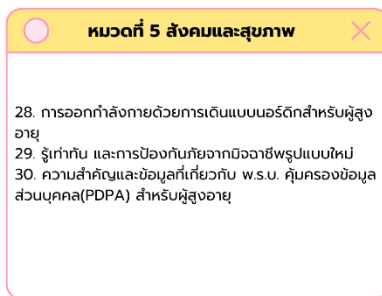 หมวดที่ 5 สังคมและสุขภาพ
28. การออกกำลังกายด้วยการเดินแบบนอร์ดิกสำหรับผู้สูง
อายุ
29. รู้เท่าทัน และการป้องกันภัยจากมิจฉาชีพรูปแบบใหม่
30. ความสำคัญและข้อมูลที่เกี่ยวกับ พ.ร.บ. คุ้มครองข้อมูล
ส่วนบุคคล(PDPA) สำหรับผู้สูงอายุ